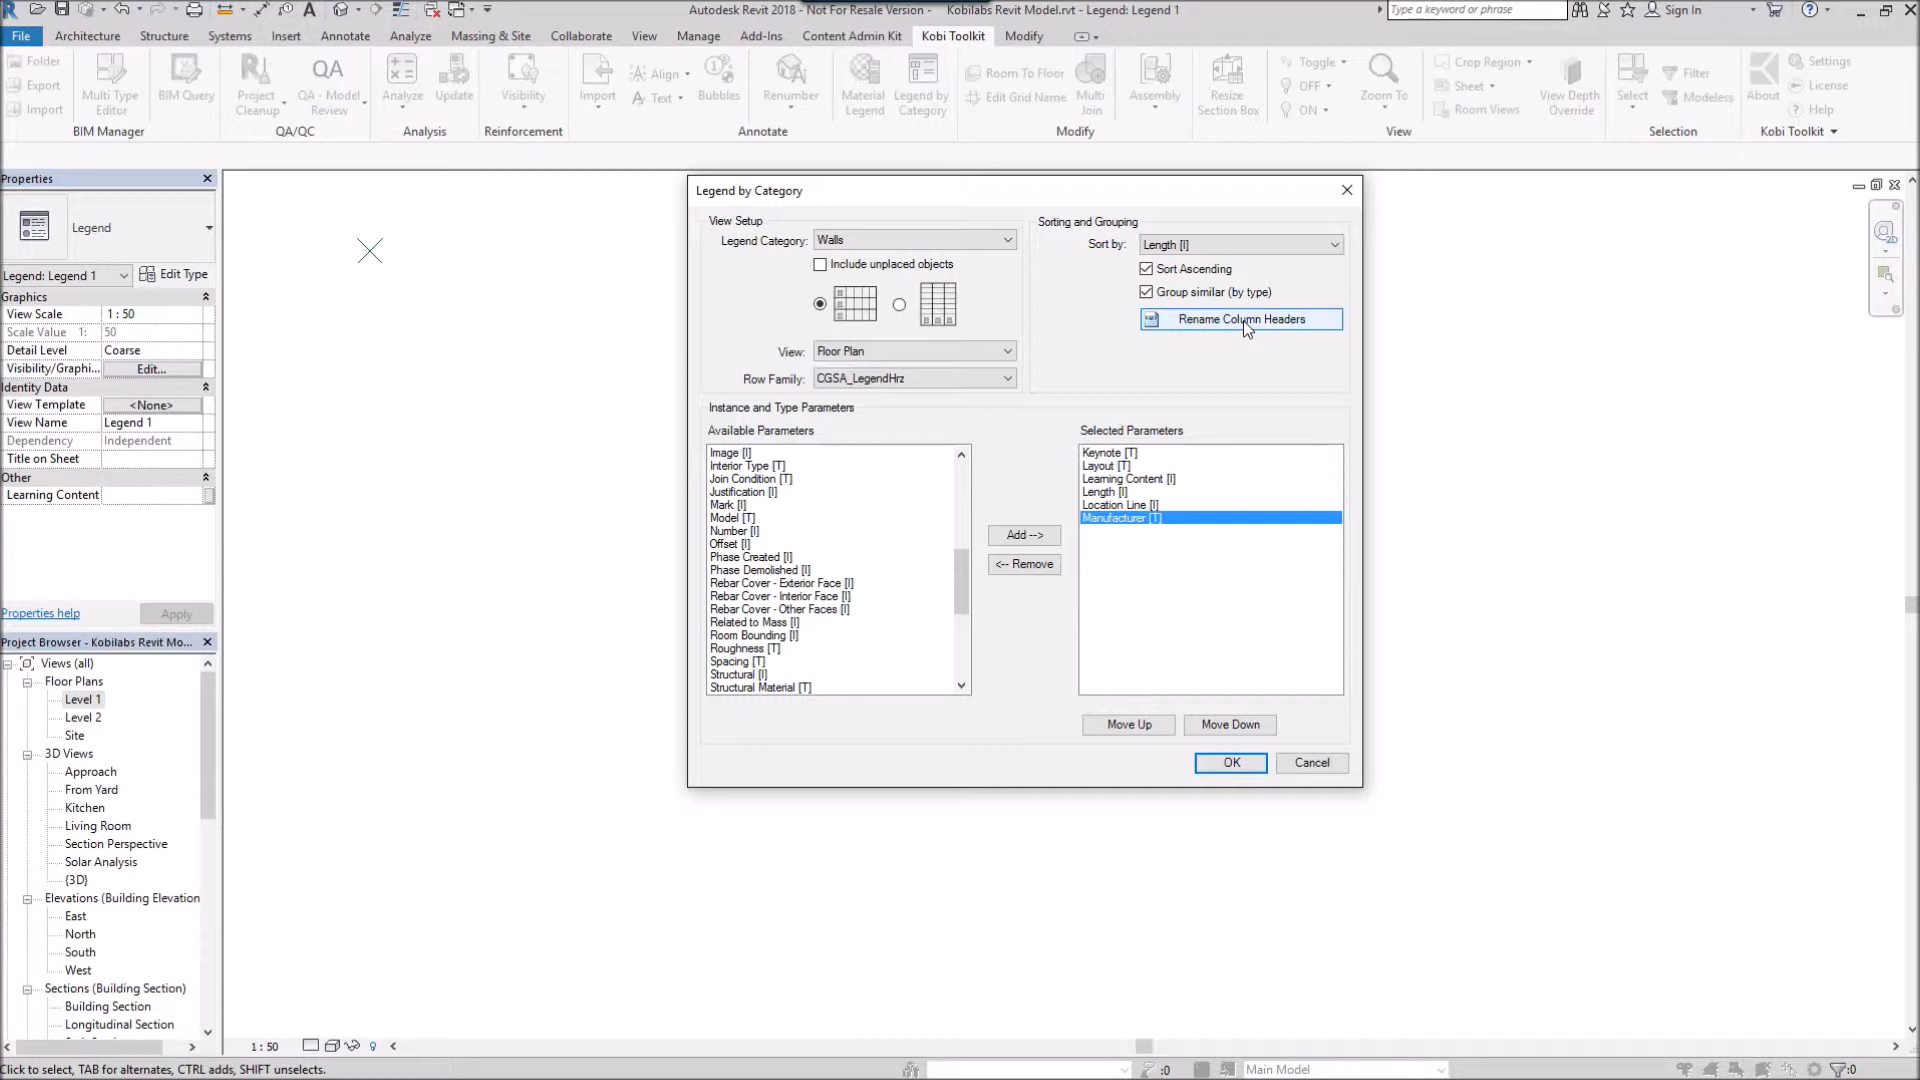 Autodesk Revit 2018 - Not For Resale Version - Kobilabs Revit Model.rvt - Legend: Legend 1
Type a keyword or phrase
Sign In
File Architecture Structure Systems Insert Annotate Analyze Massing & Site Collaborate View Manage Add-Ins Content Admin Kit Kobi Toolkit Modify
Folder
Export
Import
Multi Type Editor
BIM Query
Project Cleanup
QA - Model Review
Analyze
Update
Visibility
Import
Align
Text
Bubbles
Renumber
Material Legend
Legend by Category
Room To Floor
Edit Grid Name
Multi Join
Assembly
Resize Section Box
Toggle
OFF
ON
Zoom To
Crop Region
Sheet
Room Views
View Depth Override
Select
Filter
Modeless
About
Settings
License
Help
BIM Manager QA/QC Analysis Reinforcement Annotate Modify View Selection Kobi Toolkit
Properties
Legend
Legend: Legend 1
Edit Type
Graphics
View Scale 1 : 50
Scale Value 1: 50
Detail Level Coarse
Visibility/Graphi... Edit...
Identity Data
View Template <None>
View Name Legend 1
Dependency Independent
Title on Sheet
Other
Learning Content
Properties help
Apply
Project Browser - Kobilabs Revit Mo...
Views (all)
Floor Plans
Level 1
Level 2
Site
3D Views
Approach
From Yard
Kitchen
Living Room
Section Perspective
Solar Analysis
{3D}
Elevations (Building Elevation
East
North
South
West
Sections (Building Section)
Building Section
Longitudinal Section
Legend by Category
View Setup
Legend Category: Walls
Include unplaced objects
View: Floor Plan
Row Family: CGSA_LegendHrz
Sorting and Grouping
Sort by: Length [I]
Sort Ascending
Group similar (by type)
Rename Column Headers
Instance and Type Parameters
Available Parameters
Image [I]
Interior Type [T]
Join Condition [T]
Justification [I]
Mark [I]
Model [T]
Number [I]
Offset [I]
Phase Created [I]
Phase Demolished [I]
Rebar Cover - Exterior Face [I]
Rebar Cover - Interior Face [I]
Rebar Cover - Other Faces [I]
Related to Mass [I]
Room Bounding [I]
Roughness [T]
Spacing [T]
Structural [I]
Structural Material [T]
Add -->
<-- Remove
Selected Parameters
Keynote [T]
Layout [T]
Learning Content [I]
Length [I]
Location Line [I]
Manufacturer [T]
Move Up
Move Down
OK
Cancel
2D
1 : 50
Click to select, TAB for alternates, CTRL adds, SHIFT unselects.
:0
Main Model
:0